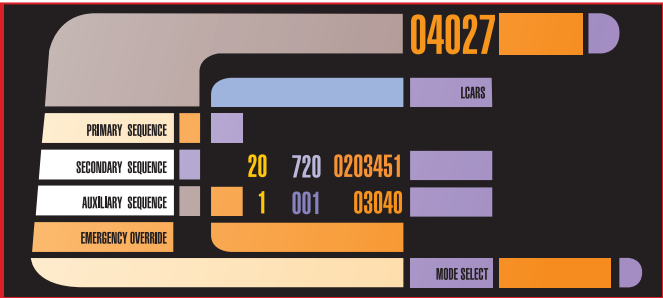 04027
LCARS
PRIMARY SEQUENCE
SECONDARY SEQUENCE 20 720 0203451
AUXILIARY SEQUENCE 1 001 03040
EMERGENCY OVERRIDE
MODE SELECT